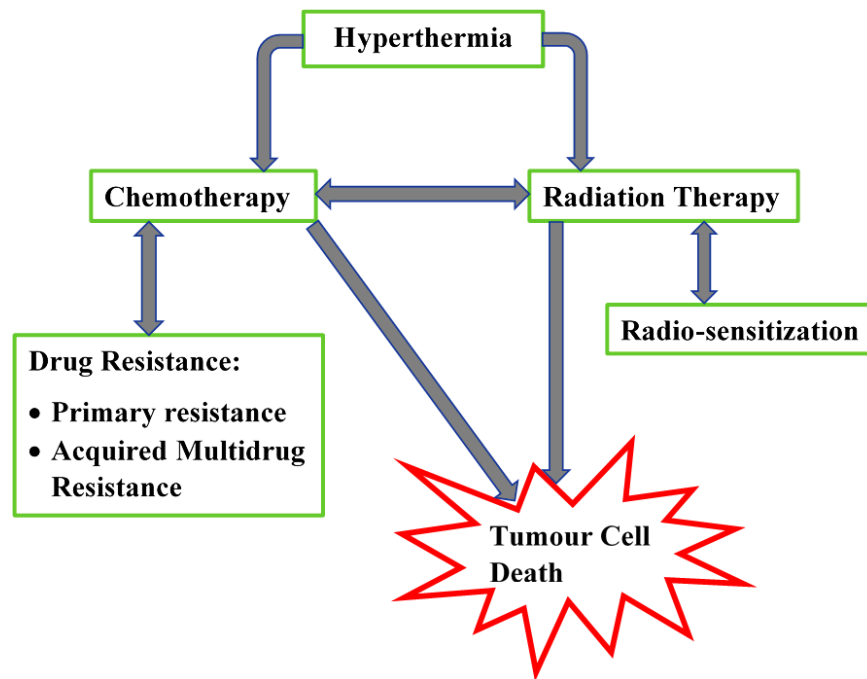 Hyperthermia
Chemotherapy
Radiation Therapy
Radio-sensitization
Drug Resistance:
• Primary resistance
• Acquired Multidrug
Resistance
Tumour Cell
Death